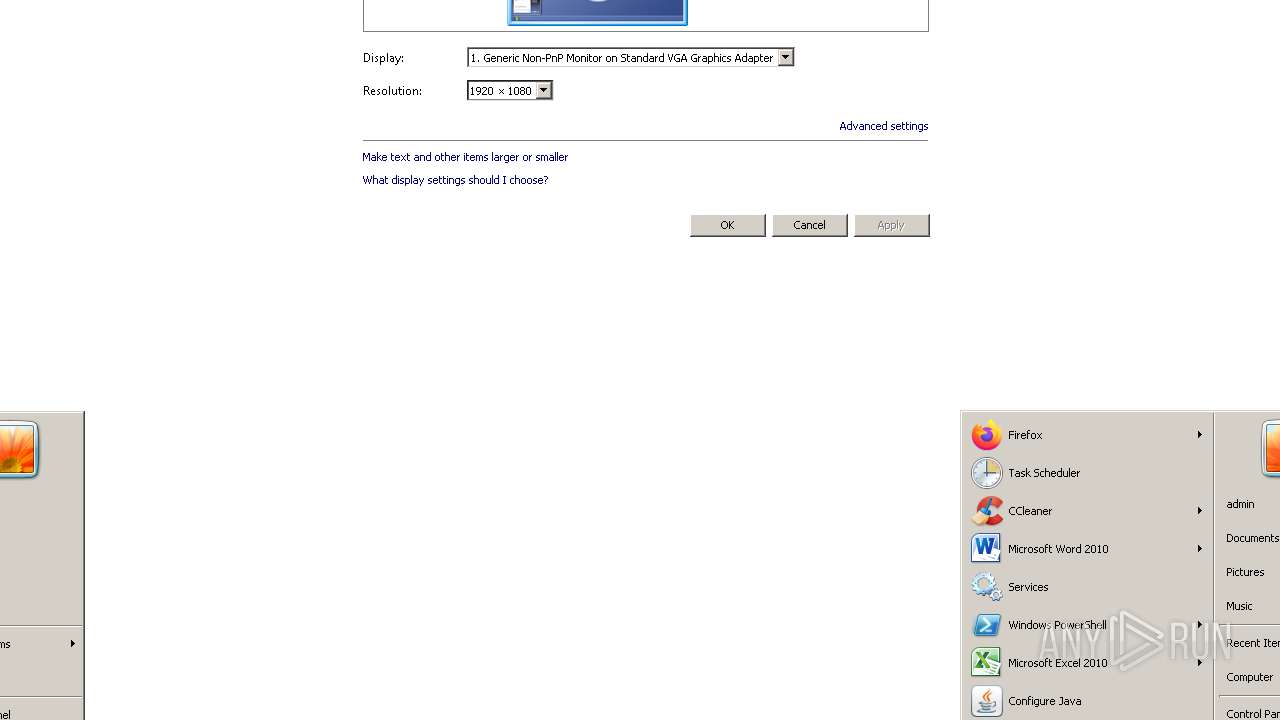 Display:
1. Generic Non-PnP Monitor on Standard VGA Graphics Adapter
Resolution:
1920 × 1080
Advanced settings
Make text and other items larger or smaller
What display settings should I choose?
OK
Cancel
Apply
Firefox
Task Scheduler
admin
CCleaner
Documents
Microsoft Word 2010
Pictures
Services
Music
Windows PowerShell
ANY RUN
Recent Iter
ms
Microsoft Excel 2010
Computer
Configure Java
Control Par
nel